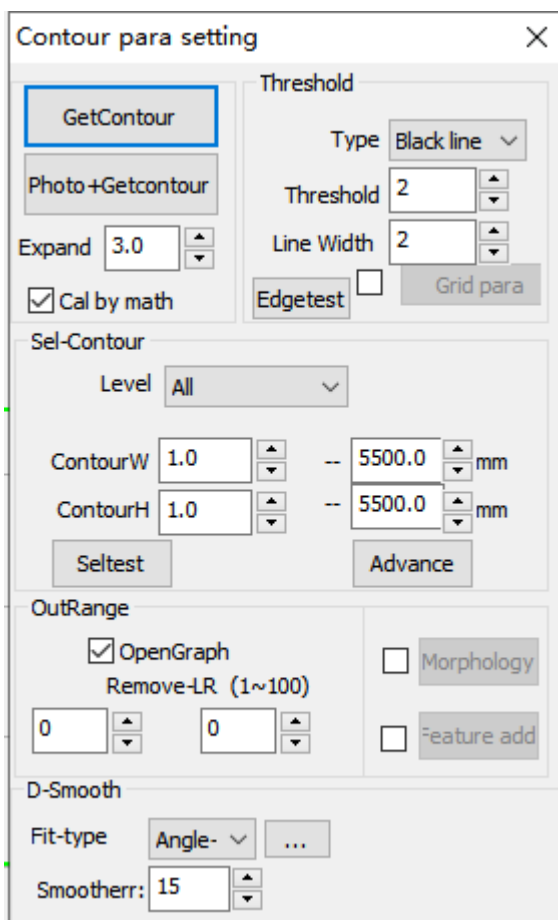 Contour para setting
GetContour
Photo+Getcontour
Expand 3.0
Cal by math
Threshold
Type Black line
Threshold 2
Line Width 2
Edgetest Grid para
Sel-Contour
Level All
ContourW 1.0 -- 5500.0 mm
ContourH 1.0 -- 5500.0 mm
Seltest Advance
OutRange
OpenGraph
Remove-LR (1~100)
0 0
Morphology
Feature add
D-Smooth
Fit-type Angle- ...
Smootherr: 15